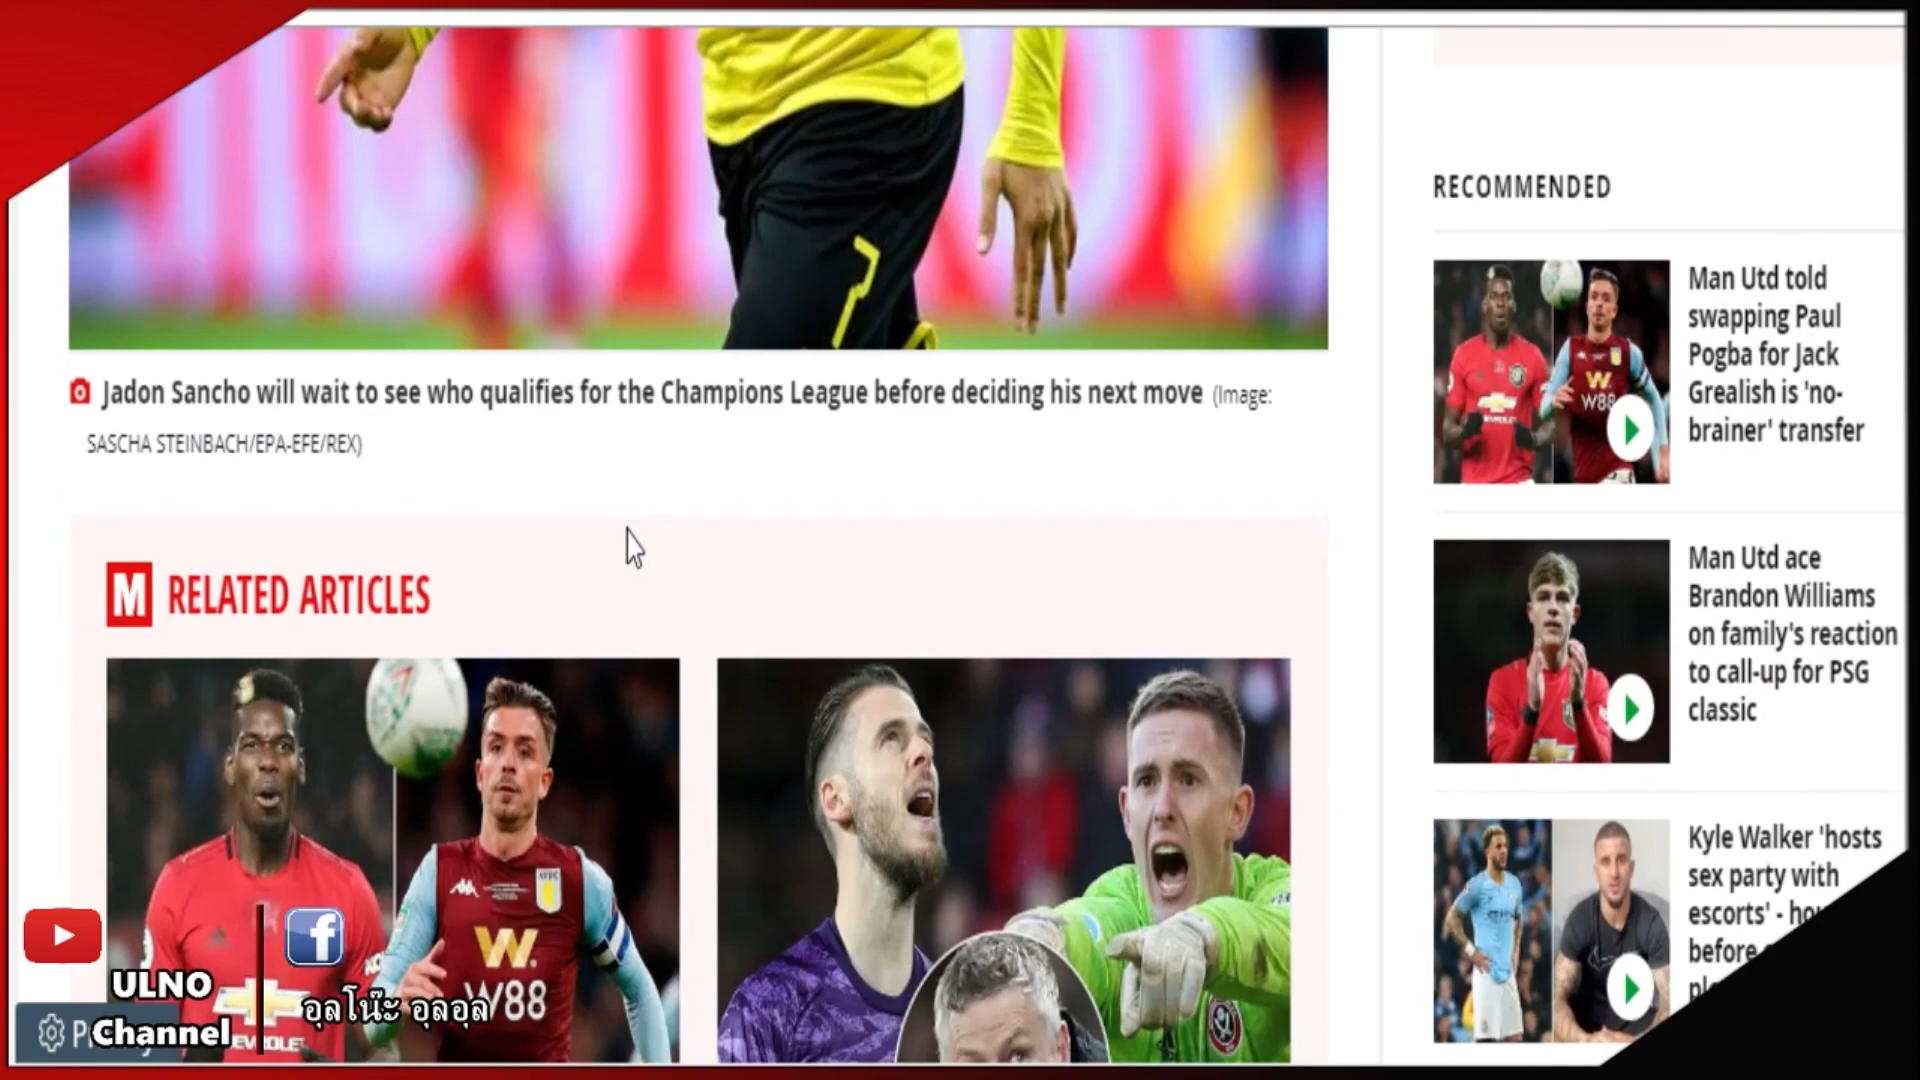 Jadon Sancho will wait to see who qualifies for the Champions League before deciding his next move (Image:
SASCHA STEINBACH/EPA-EFE/REX)
M RELATED ARTICLES
W88
CHEVROLET
RECOMMENDED
Man Utd told
swapping Paul
Pogba for Jack
Grealish is 'no-
brainer' transfer
W88
Man Utd ace
Brandon Williams
on family's reaction
to call-up for PSG
classic
Kyle Walker 'hosts
sex party with
escorts' -
before
ULNO
Channel
อุลโน๊ะ อุลอุล